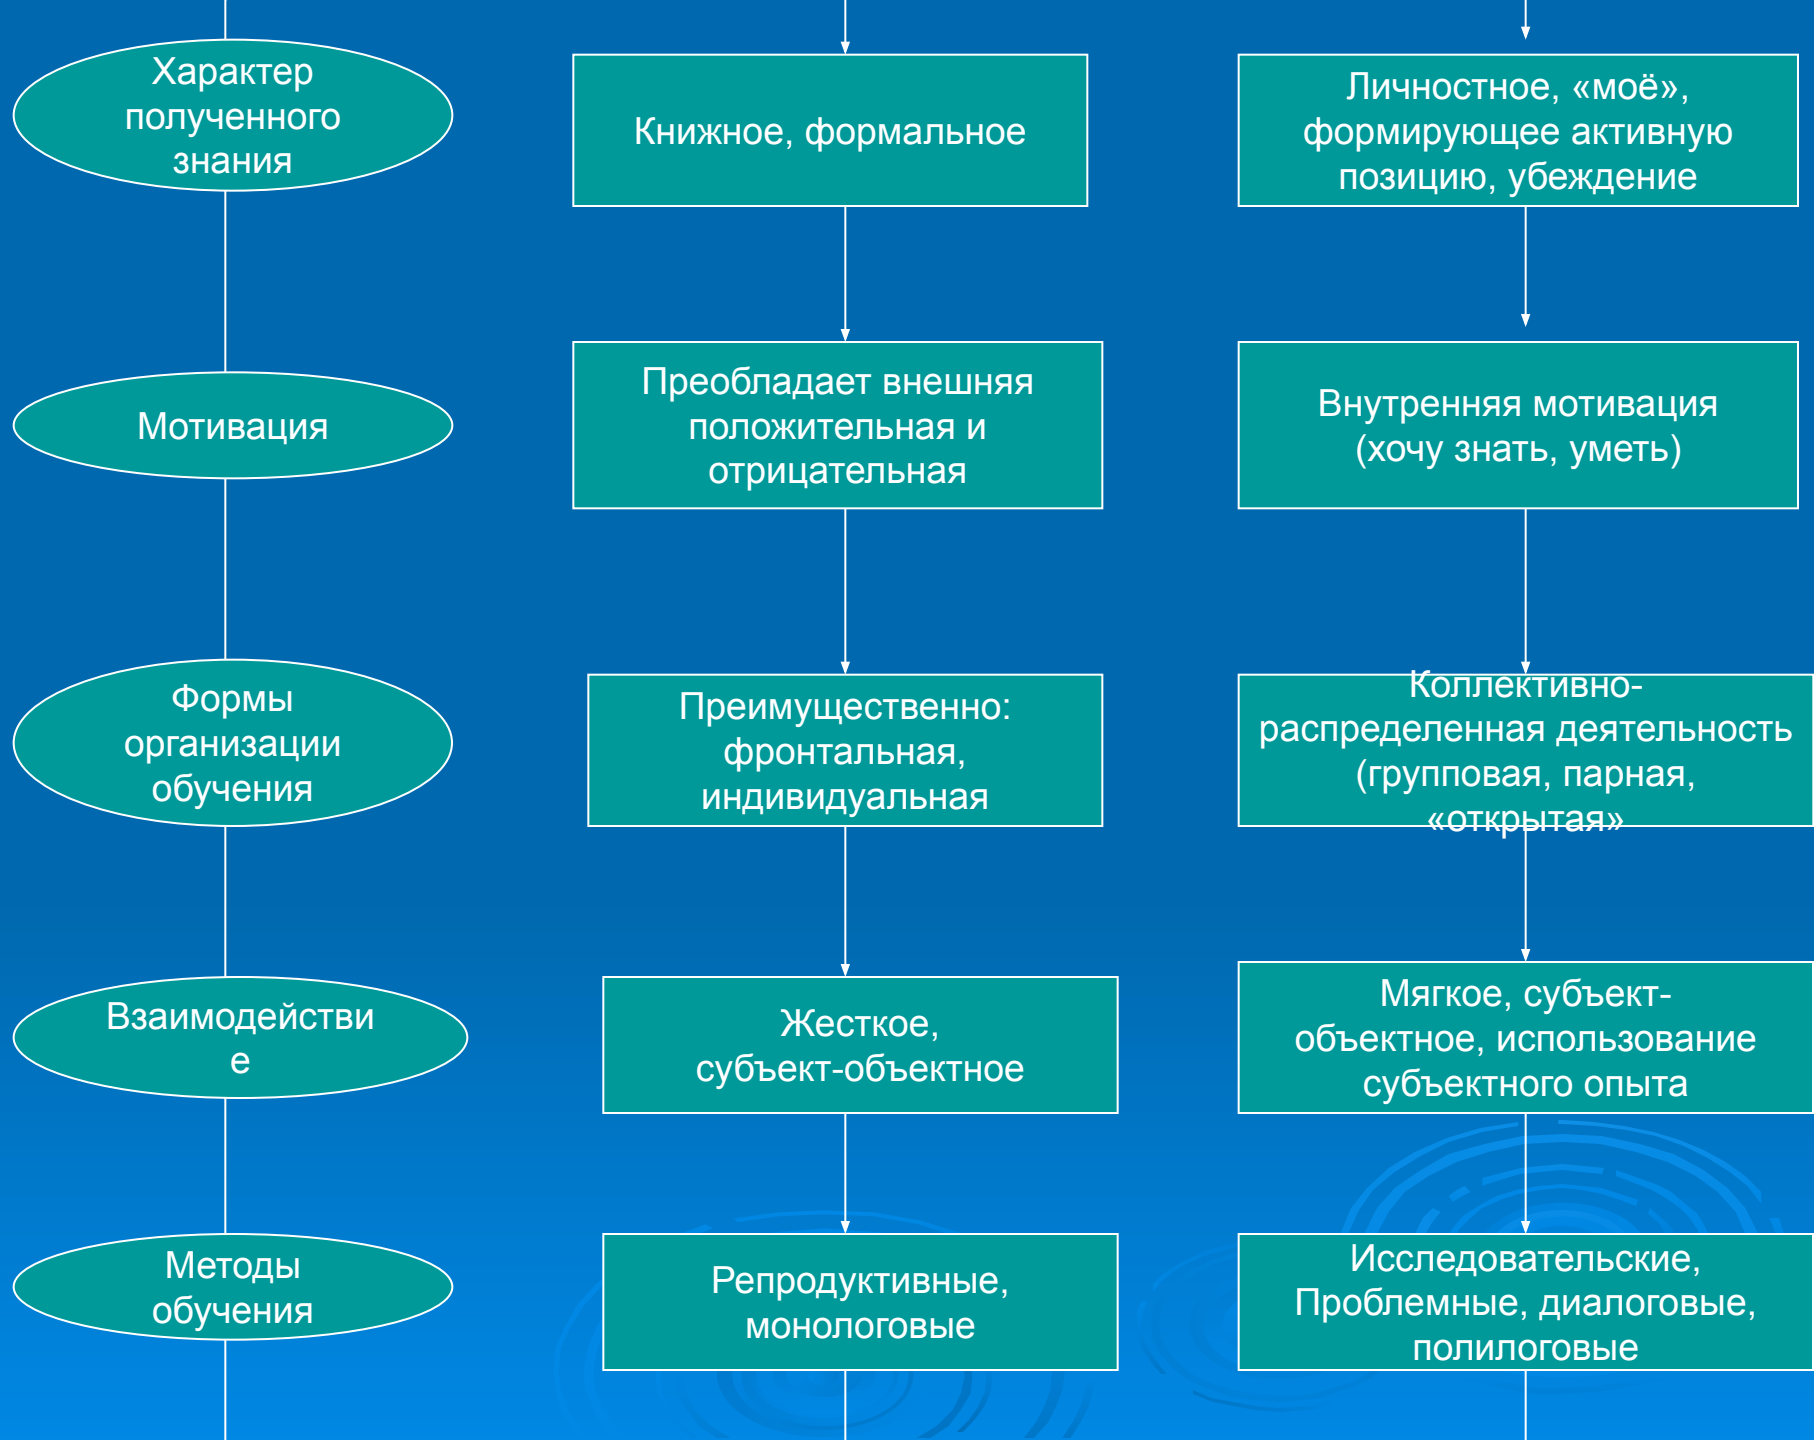 Характер
полученного
знания
Книжное, формальное
Личностное, «моё»,
формирующее активную
позицию, убеждение
Мотивация
Преобладает внешняя
положительная и
отрицательная
Внутренняя мотивация
(хочу знать, уметь)
Формы
организации
обучения
Преимущественно:
фронтальная,
индивидуальная
Коллективно-
распределенная деятельность
(групповая, парная,
«открытая»
Взаимодействи
е
Жесткое,
субъект-объектное
Мягкое, субъект-
объектное, использование
субъектного опыта
Методы
обучения
Репродуктивные,
монологовые
Исследовательские,
Проблемные, диалоговые,
полилоговые